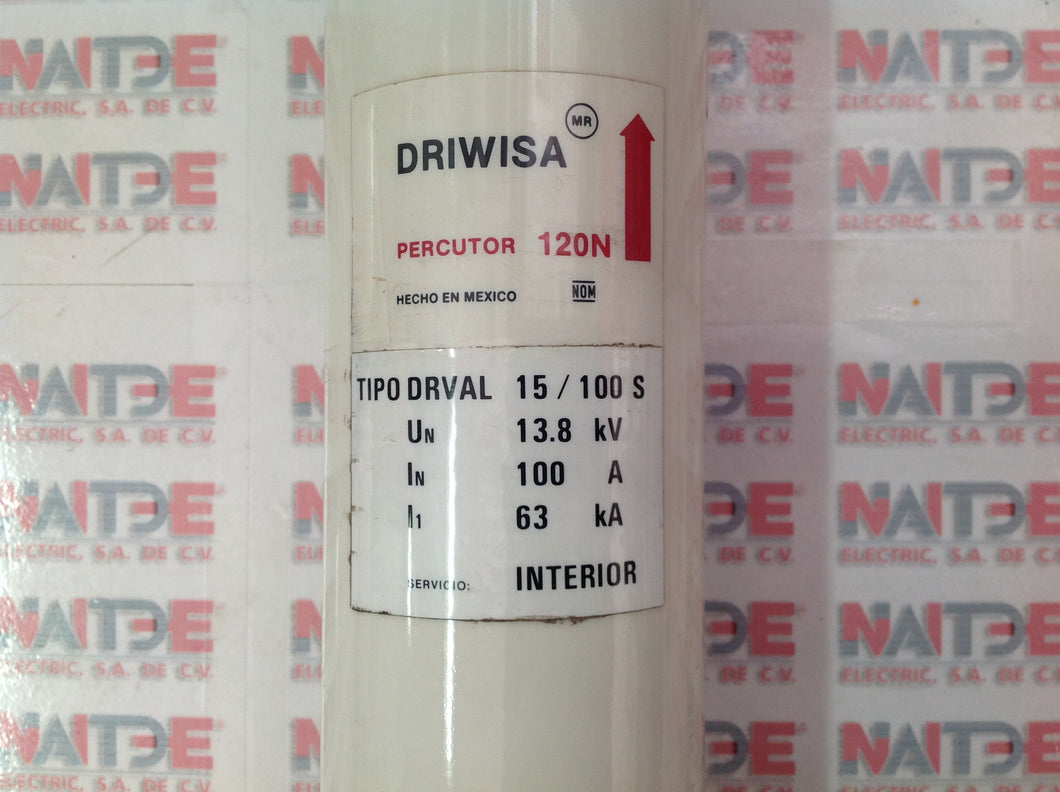 DRIWISA MR
PERCUTOR 120N
HECHO EN MEXICO NOM
TIPO DRVAL 15 / 100 S
UN 13.8 kV
IN 100 A
I1 63 kA
SERVICIO: INTERIOR
NAITDE
ELECTRIC, S.A. DE C.V.